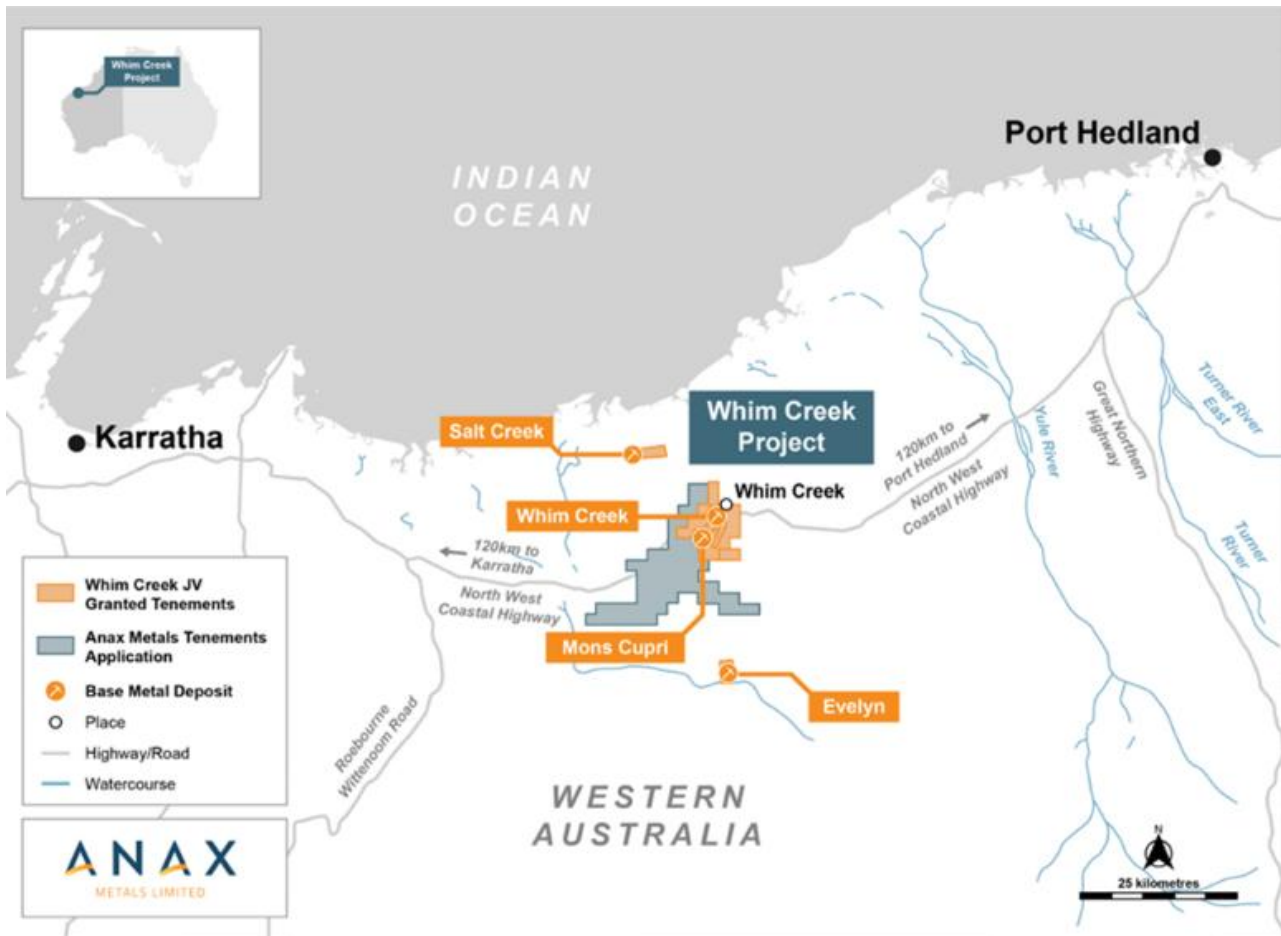 Whim Creek
Project
Port Hedland
INDIAN
OCEAN
Karratha
Salt Creek
Whim Creek
Project
Whim Creek
Whim Creek
120km to
Port Hedland
North West
Coastal Highway
Yule River
Great Northern
Highway
Turner River
East
Turner
River
120km to
Karratha
North West
Coastal Highway
Mons Cupri
Evelyn
Roebourne
Wittenoom Road
Whim Creek JV
Granted Tenements
Anax Metals Tenements
Application
Base Metal Deposit
Place
Highway/Road
Watercourse
WESTERN
AUSTRALIA
ANAX
METALS LIMITED
N
25 kilometres